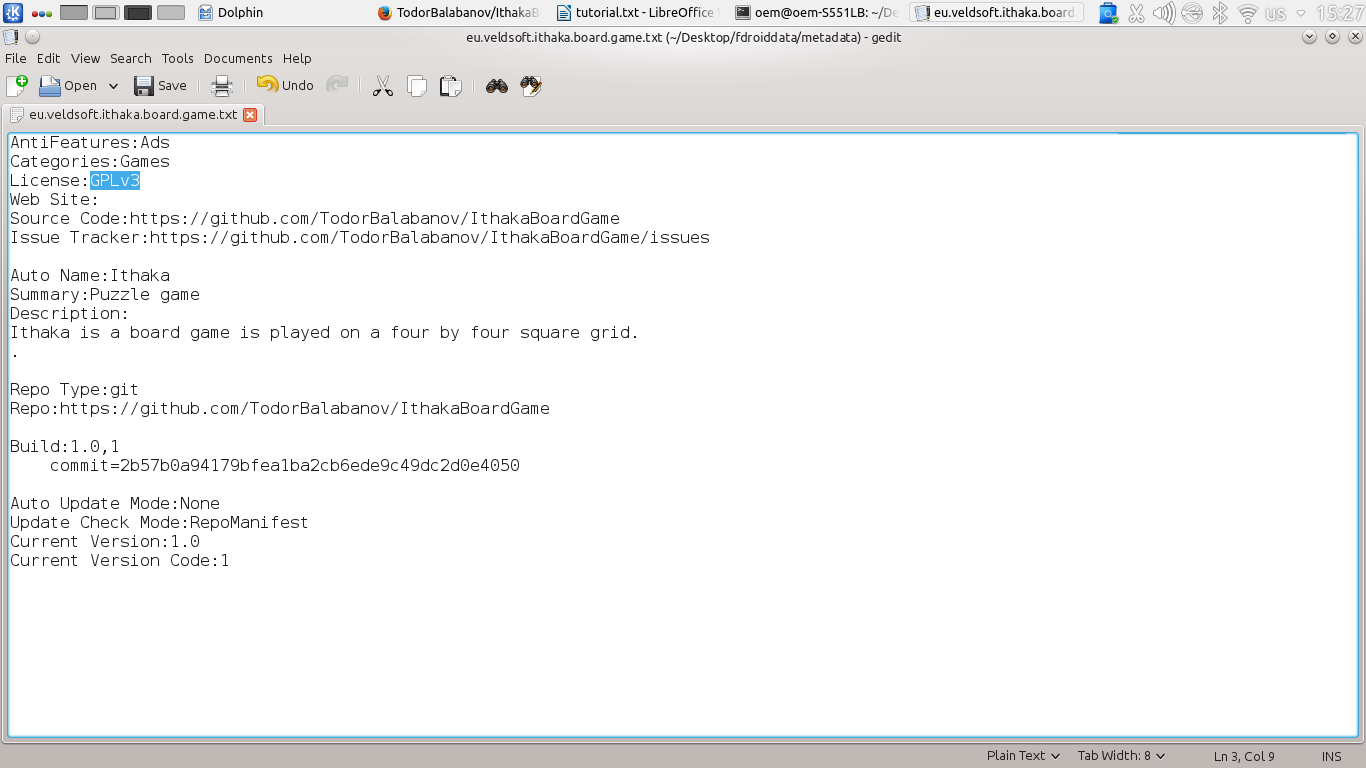 Dolphin
TodorBalabanov/IthakaB
tutorial.txt - LibreOffice
oem@oem-S551LB: ~/De
eu.veldsoft.ithaka.board
us
15:27
eu.veldsoft.ithaka.board.game.txt (~/Desktop/fdroiddata/metadata) - gedit
File Edit View Search Tools Documents Help
Open Save Undo
eu.veldsoft.ithaka.board.game.txt
AntiFeatures:Ads
Categories:Games
License:GPLv3
Web Site:
Source Code:https://github.com/TodorBalabanov/IthakaBoardGame
Issue Tracker:https://github.com/TodorBalabanov/IthakaBoardGame/issues
Auto Name:Ithaka
Summary:Puzzle game
Description:
Ithaka is a board game is played on a four by four square grid.
.
Repo Type:git
Repo:https://github.com/TodorBalabanov/IthakaBoardGame
Build:1.0,1
commit=2b57b0a94179bfea1ba2cb6ede9c49dc2d0e4050
Auto Update Mode:None
Update Check Mode:RepoManifest
Current Version:1.0
Current Version Code:1
Plain Text Tab Width: 8 Ln 3, Col 9 INS